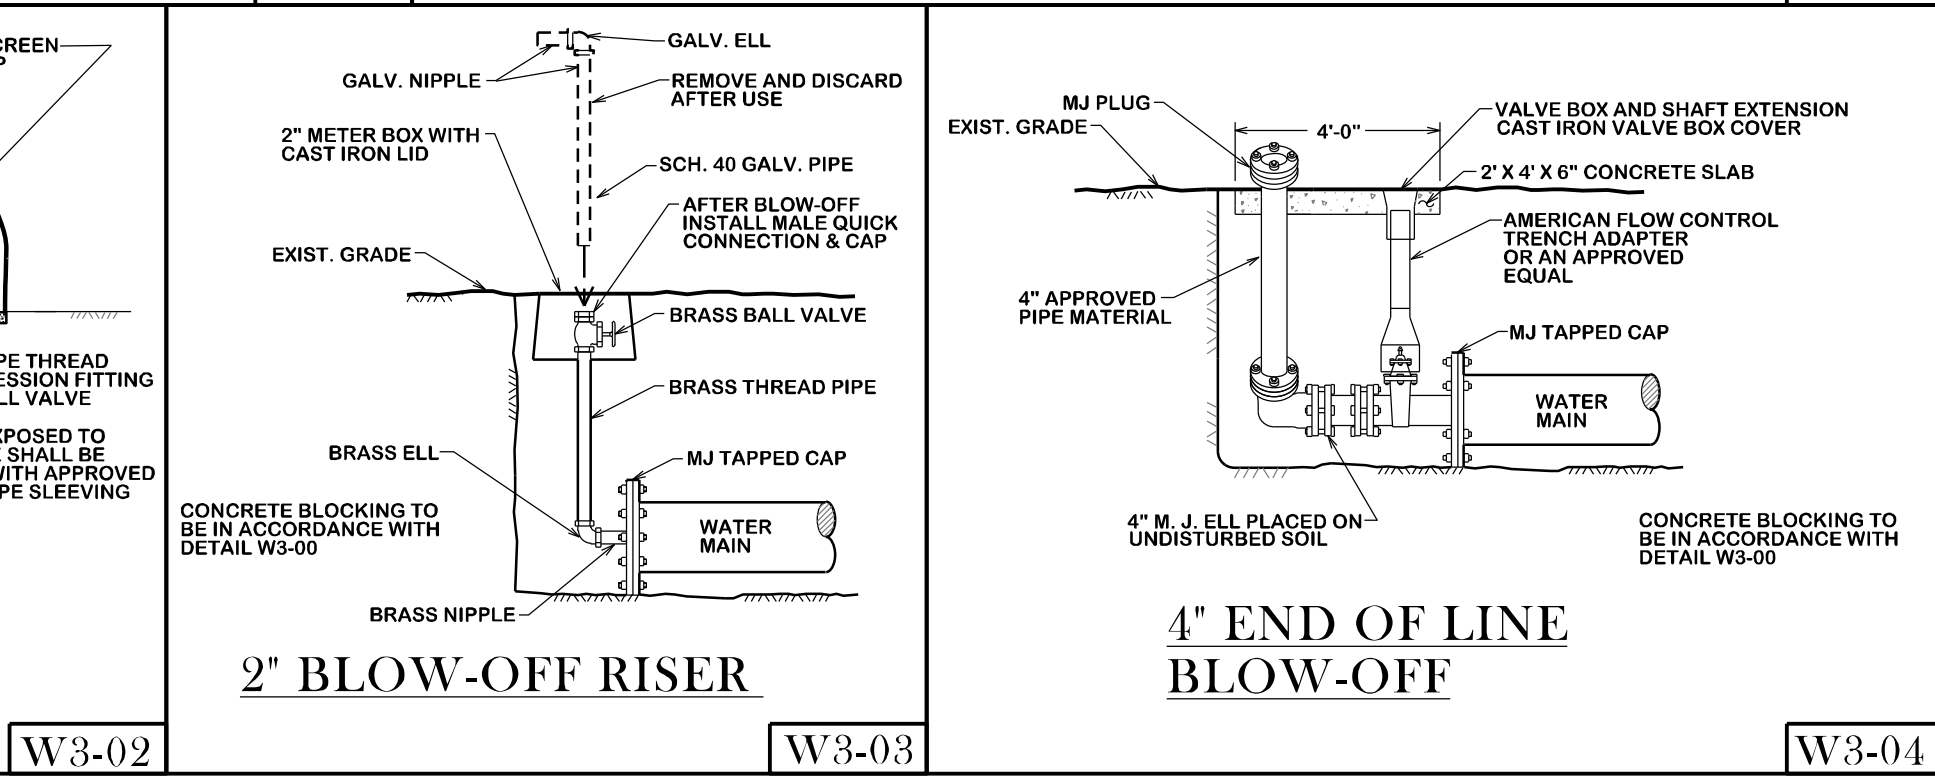 CREEN
P
PE THREAD
ESSION FITTING
LL VALVE
XPOSED TO
SHALL BE
WITH APPROVED
PE SLEEVING
W3-02
GALV. ELL
GALV. NIPPLE
REMOVE AND DISCARD
AFTER USE
2" METER BOX WITH
CAST IRON LID
SCH. 40 GALV. PIPE
AFTER BLOW-OFF
INSTALL MALE QUICK
CONNECTION & CAP
EXIST. GRADE
BRASS BALL VALVE
BRASS THREAD PIPE
BRASS ELL
MJ TAPPED CAP
CONCRETE BLOCKING TO
BE IN ACCORDANCE WITH
DETAIL W3-00
WATER
MAIN
BRASS NIPPLE
2" BLOW-OFF RISER
W3-03
MJ PLUG
EXIST. GRADE
4'-0"
VALVE BOX AND SHAFT EXTENSION
CAST IRON VALVE BOX COVER
2' X 4' X 6" CONCRETE SLAB
AMERICAN FLOW CONTROL
TRENCH ADAPTER
OR AN APPROVED
EQUAL
4" APPROVED
PIPE MATERIAL
MJ TAPPED CAP
WATER
MAIN
4" M. J. ELL PLACED ON
UNDISTURBED SOIL
CONCRETE BLOCKING TO
BE IN ACCORDANCE WITH
DETAIL W3-00
4" END OF LINE
BLOW-OFF
W3-04